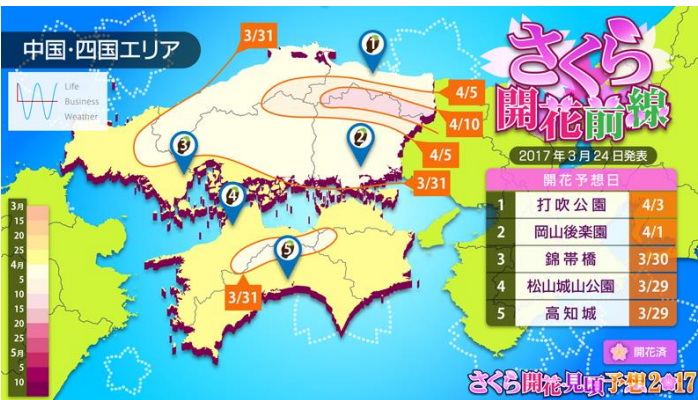 中国・四国エリア
Life
Business
Weather
3/31
4/5
4/10
4/5
3/31
3/31
1
2
3
4
5
3月
15
20
25
4月
5
10
15
20
25
5月
5
10
さくら
開花前線
2017年3月24日発表
開花予想日
1 打吹公園 4/3
2 岡山後楽園 4/1
3 錦帯橋 3/30
4 松山城山公園 3/29
5 高知城 3/29
開花済
さくら開花・見頃予想2017